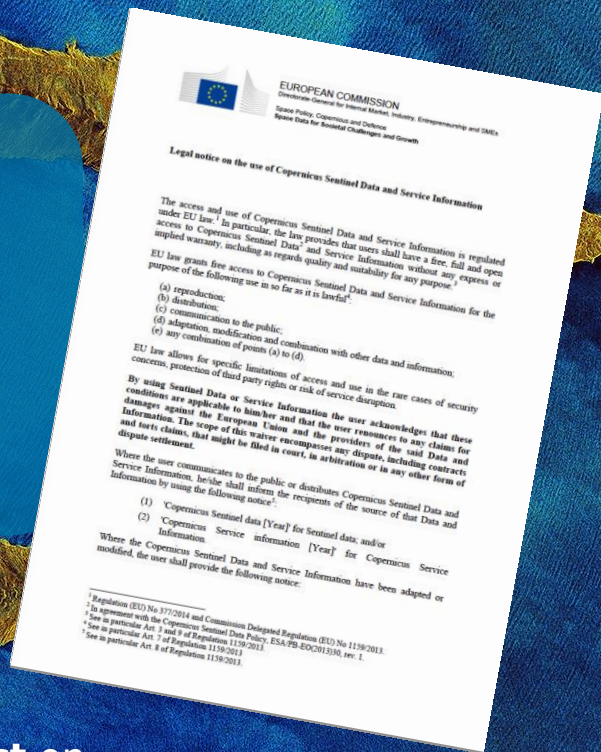 EUROPEAN COMMISSION
Directorate-General for Internal Market, Industry, Entrepreneurship and SMEs
Space Policy, Copernicus and Defence
Space Data for Societal Challenges and Growth
Legal notice on the use of Copernicus Sentinel Data and Service Information
The access and use of Copernicus Sentinel Data and Service Information is regulated
under EU law.1 In particular, the law provides that users shall have a free, full and open
access to Copernicus Sentinel Data2 and Service Information without any express or
implied warranty, including as regards quality and suitability for any purpose.3
EU law grants free access to Copernicus Sentinel Data and Service Information for the
purpose of the following use in so far as it is lawful4:
(a) reproduction;
(b) distribution;
(c) communication to the public;
(d) adaptation, modification and combination with other data and information;
(e) any combination of points (a) to (d).
EU law allows for specific limitations of access and use in the rare cases of security
concerns, protection of third party rights or risk of service disruption.
By using Sentinel Data or Service Information the user acknowledges that these
conditions are applicable to him/her and that the user renounces to any claims for
damages against the European Union and the providers of the said Data and
Information. The scope of this waiver encompasses any dispute, including contracts
and torts claims, that might be filed in court, in arbitration or in any other form of
dispute settlement.
Where the user communicates to the public or distributes Copernicus Sentinel Data and
Service Information, he/she shall inform the recipients of the source of that Data and
Information by using the following notice5:
(1) 'Copernicus Sentinel data [Year]' for Sentinel data; and/or
(2) 'Copernicus Service information [Year]' for Copernicus Service
Information.
Where the Copernicus Sentinel Data and Service Information have been adapted or
modified, the user shall provide the following notice:
1 Regulation (EU) No 377/2014 and Commission Delegated Regulation (EU) No 1159/2013.
2 In agreement with the Copernicus Sentinel Data Policy, ESA/PB-EO(2013)30, rev. 1.
3 See in particular Art. 3 and 9 of Regulation 1159/2013
4 See in particular Art. 7 of Regulation 1159/2013
5 See in particular Art. 8 of Regulation 1159/2013.